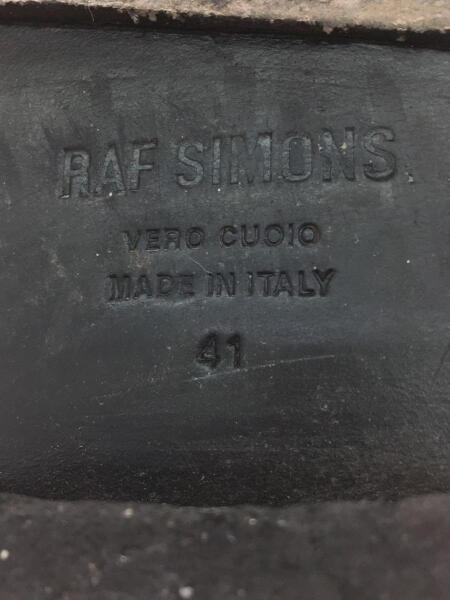 RAF SIMONS
VERO CUOIO
MADE IN ITALY
41